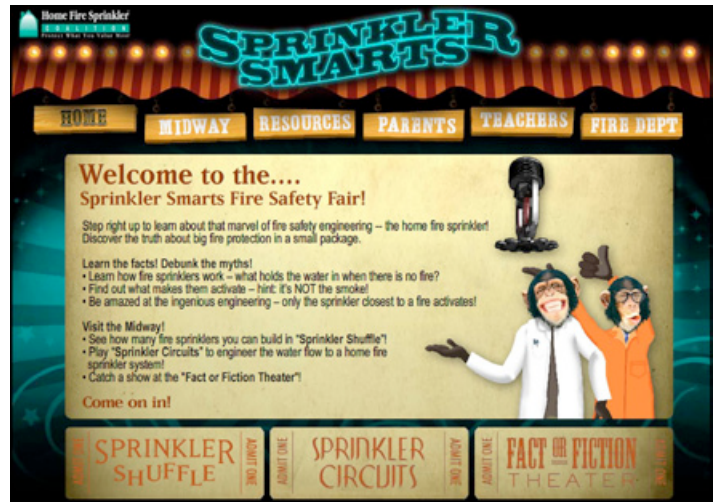 Home Fire Sprinkler
COALITION
Protect What You Value Most
SPRINKLER
SMARTS
HOME
MIDWAY
RESOURCES
PARENTS
TEACHERS
FIRE DEPT
Welcome to the....
Sprinkler Smarts Fire Safety Fair!
Step right up to learn about that marvel of fire safety engineering – the home fire sprinkler!
Discover the truth about big fire protection in a small package.
Learn the facts! Debunk the myths!
• Learn how fire sprinklers work – what holds the water in when there is no fire?
• Find out what makes them activate – hint: it's NOT the smoke!
• Be amazed at the ingenious engineering – only the sprinkler closest to a fire activates!
Visit the Midway!
• See how many fire sprinklers you can build in "Sprinkler Shuffle"!
• Play "Sprinkler Circuits" to engineer the water flow to a home fire
sprinkler system!
• Catch a show at the "Fact or Fiction Theater"!
Come on in!
ADMIT ONE
SPRINKLER
SHUFFLE
ADMIT ONE
ADMIT ONE
SPRINKLER
CIRCUITS
ADMIT ONE
ADMIT ONE
FACT OR FICTION
THEATER
ADMIT ONE